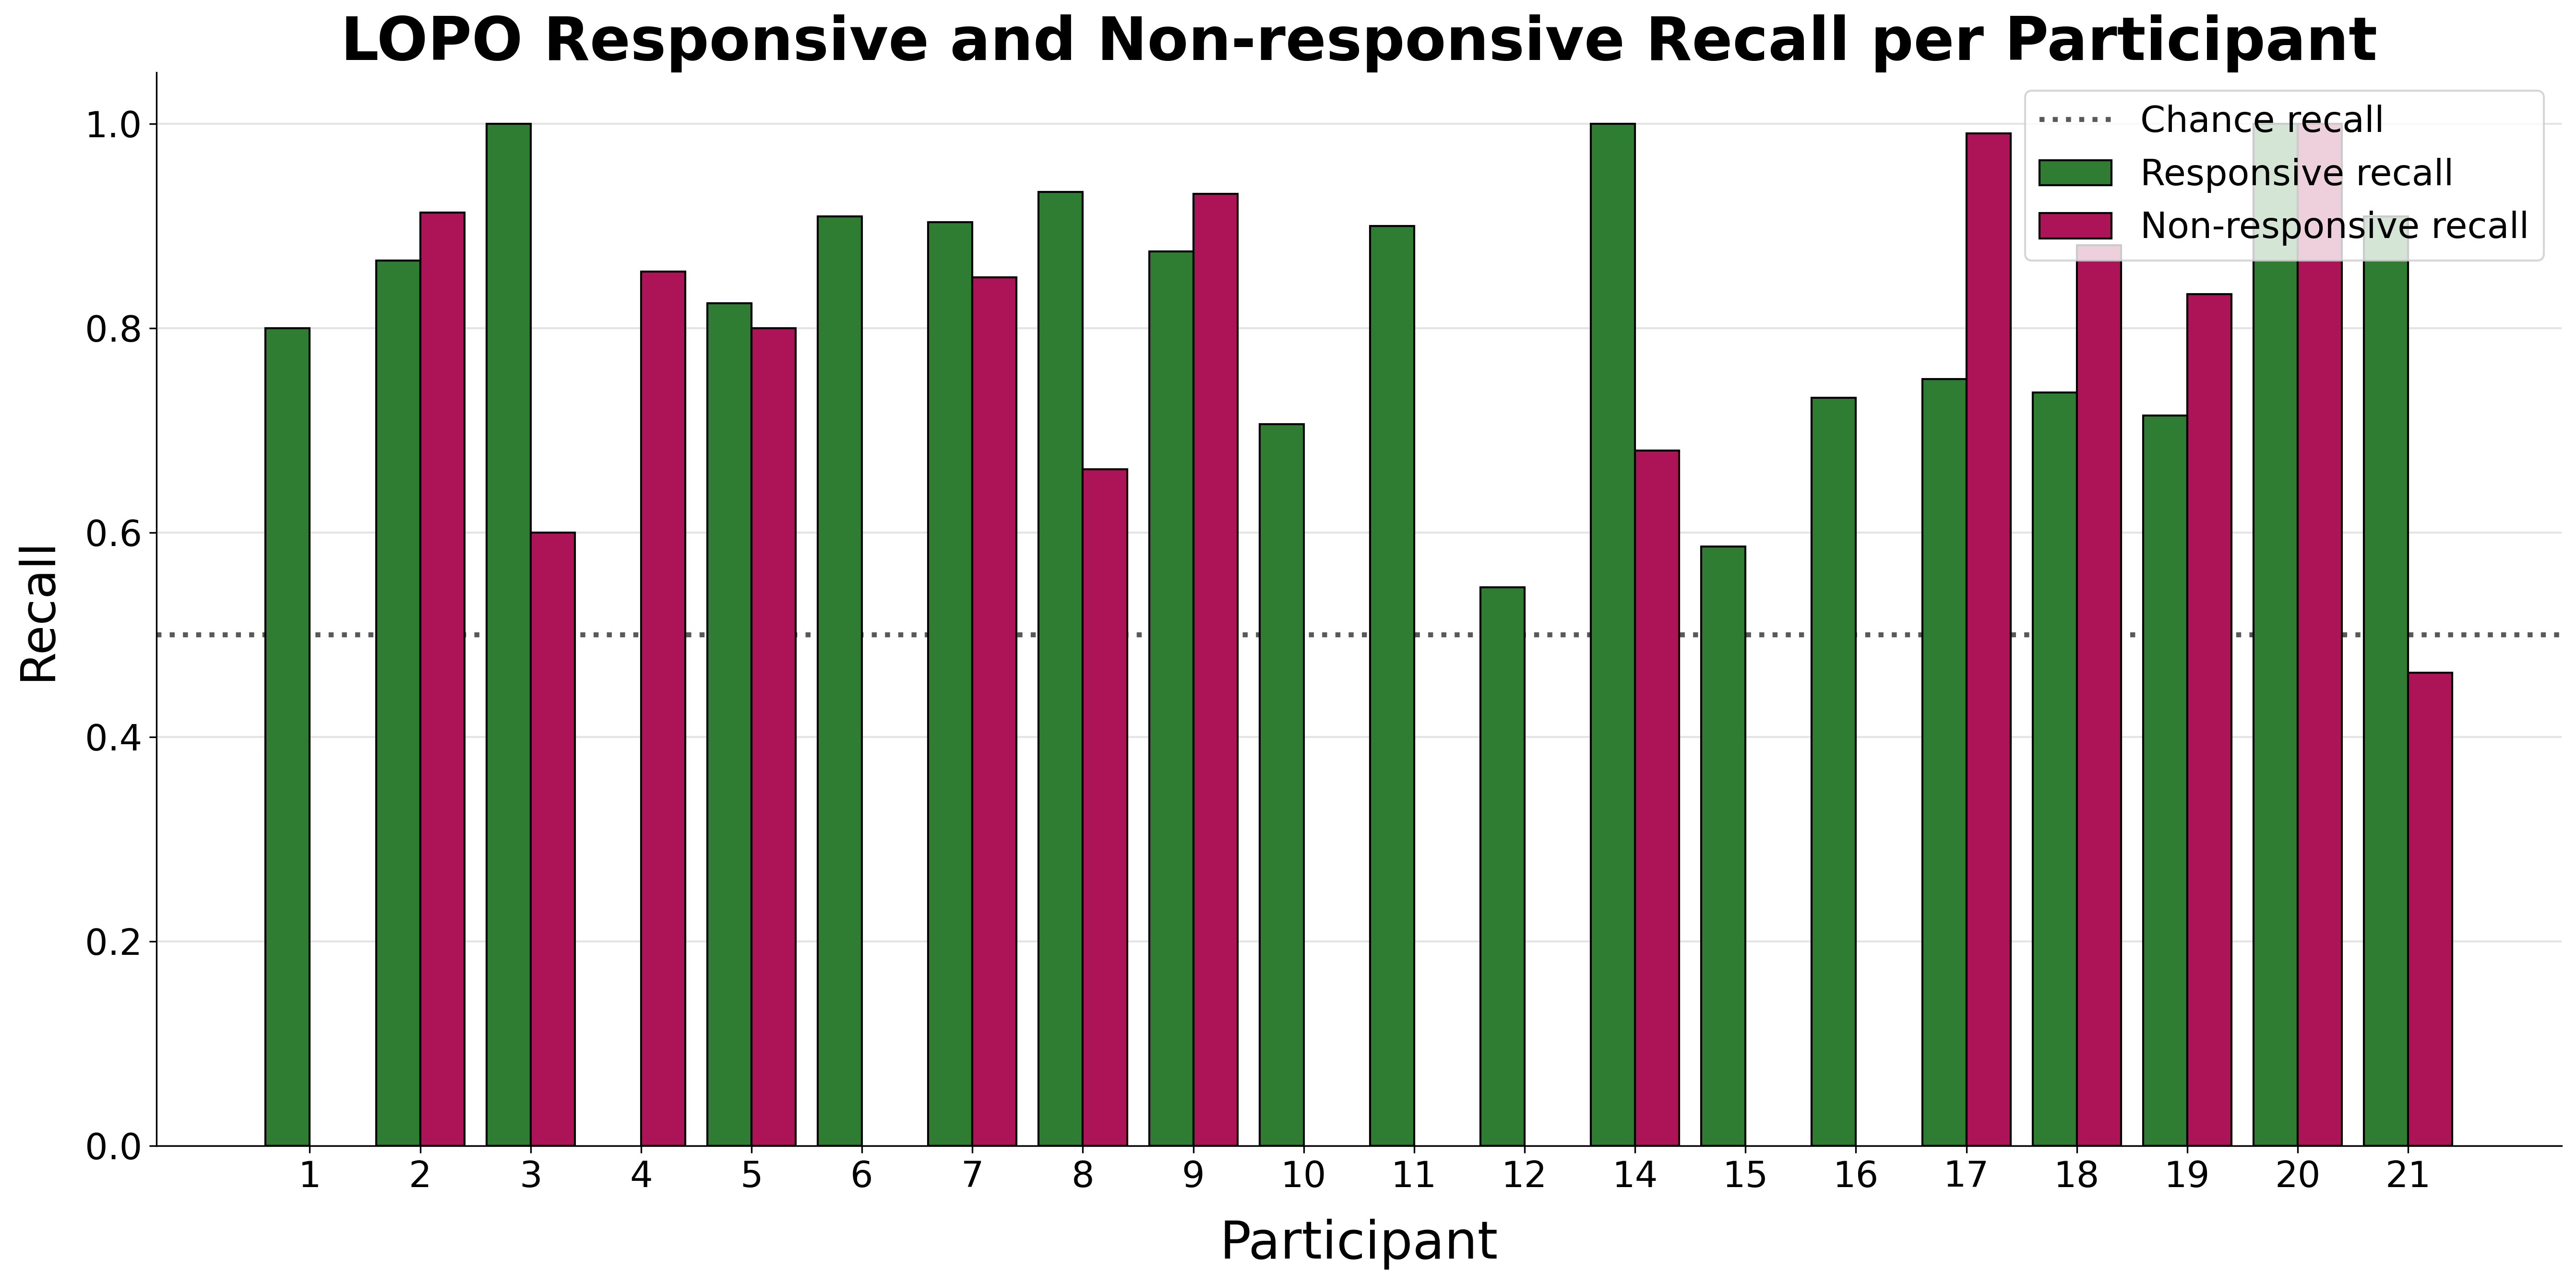 LOPO Responsive and Non-responsive Recall per Participant
Chance recall
Responsive recall
Non-responsive recall
1.0
0.8
0.6
0.4
0.2
0.0
Recall
1 2 3 4 5 6 7 8 9 10 11 12 14 15 16 17 18 19 20 21
Participant